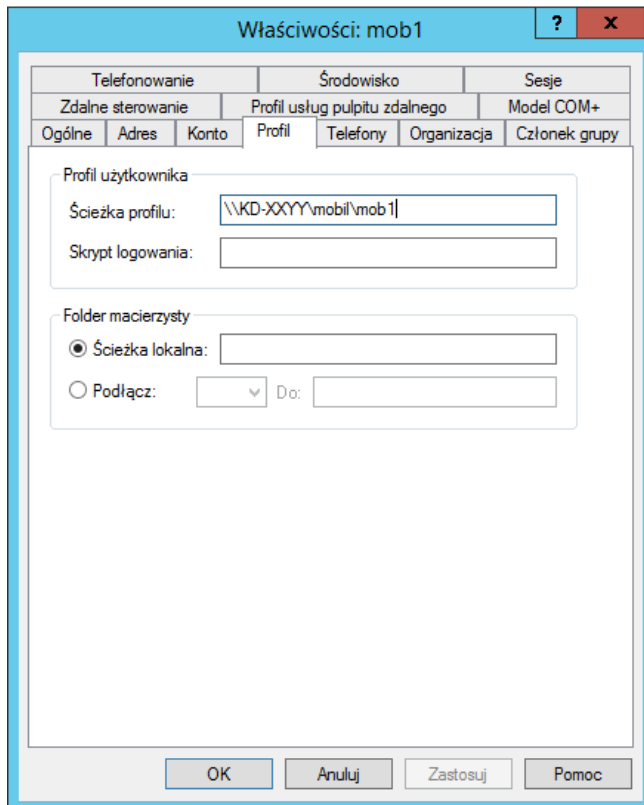 Właściwości: mob1
?
x
Telefonowanie Środowisko Sesje
Zdalne sterowanie Profil usług pulpitu zdalnego Model COM+
Ogólne Adres Konto Profil Telefony Organizacja Członek grupy
Profil użytkownika
Ścieżka profilu: \\KD-XXYY\mobil\mob1
Skrypt logowania:
Folder macierzysty
Ścieżka lokalna:
Podłącz: Do:
OK Anuluj Zastosuj Pomoc